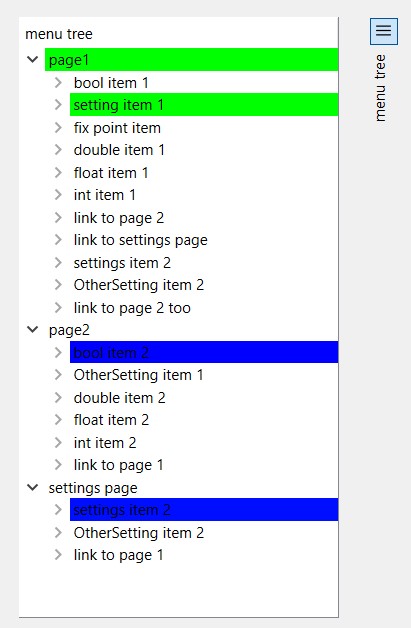 menu tree
page1
bool item 1
setting item 1
fix point item
double item 1
float item 1
int item 1
link to page 2
link to settings page
settings item 2
OtherSetting item 2
link to page 2 too
page2
bool item 2
OtherSetting item 1
double item 2
float item 2
int item 2
link to page 1
settings page
settings item 2
OtherSetting item 2
link to page 1
menu tree